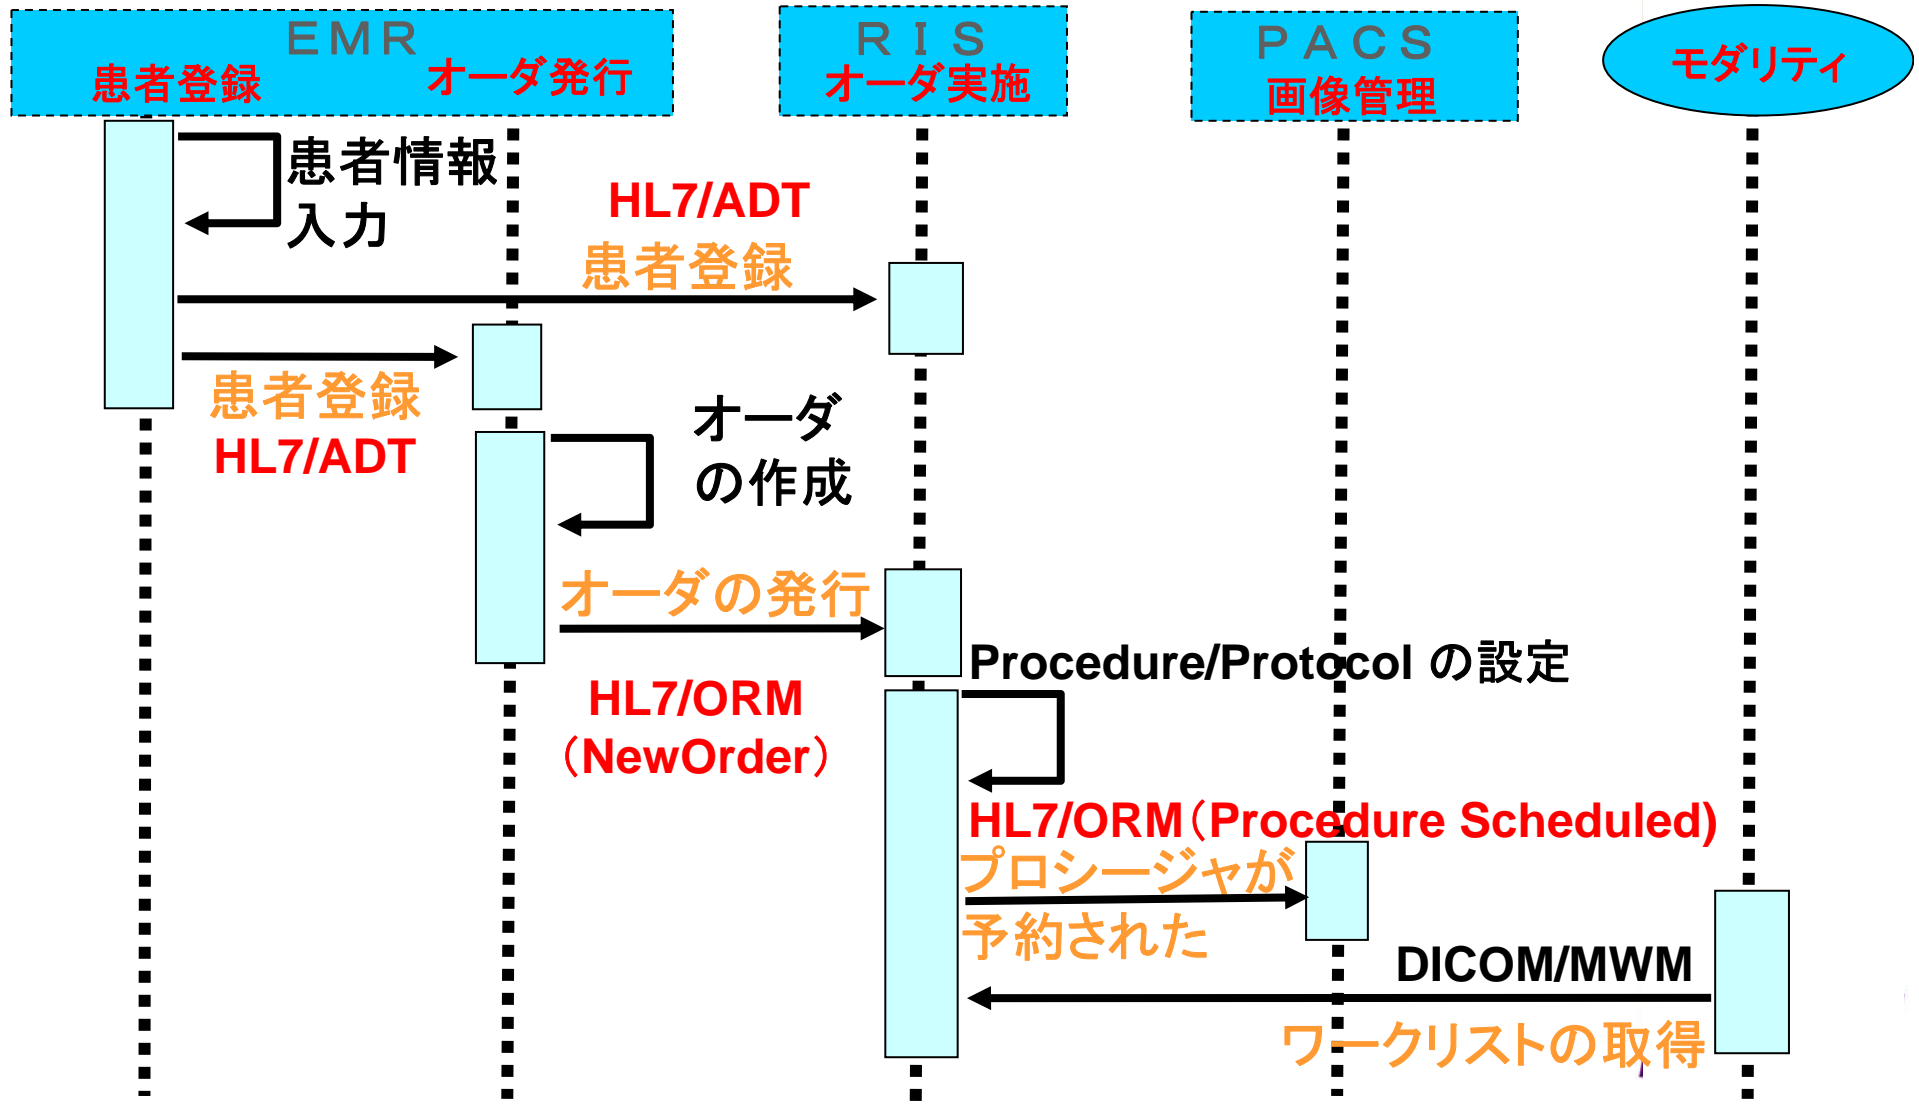 ＥＭＲ
患者登録
オーダ発行
ＲＩＳ
オーダ実施
ＰＡＣＳ
画像管理
モダリティ
患者情報
入力
HL7/ADT
患者登録
患者登録
HL7/ADT
オーダ
の作成
オーダの発行
HL7/ORM
（NewOrder）
Procedure/Protocol の設定
HL7/ORM（Procedure Scheduled)
プロシージャが
予約された
DICOM/MWM
ワークリストの取得